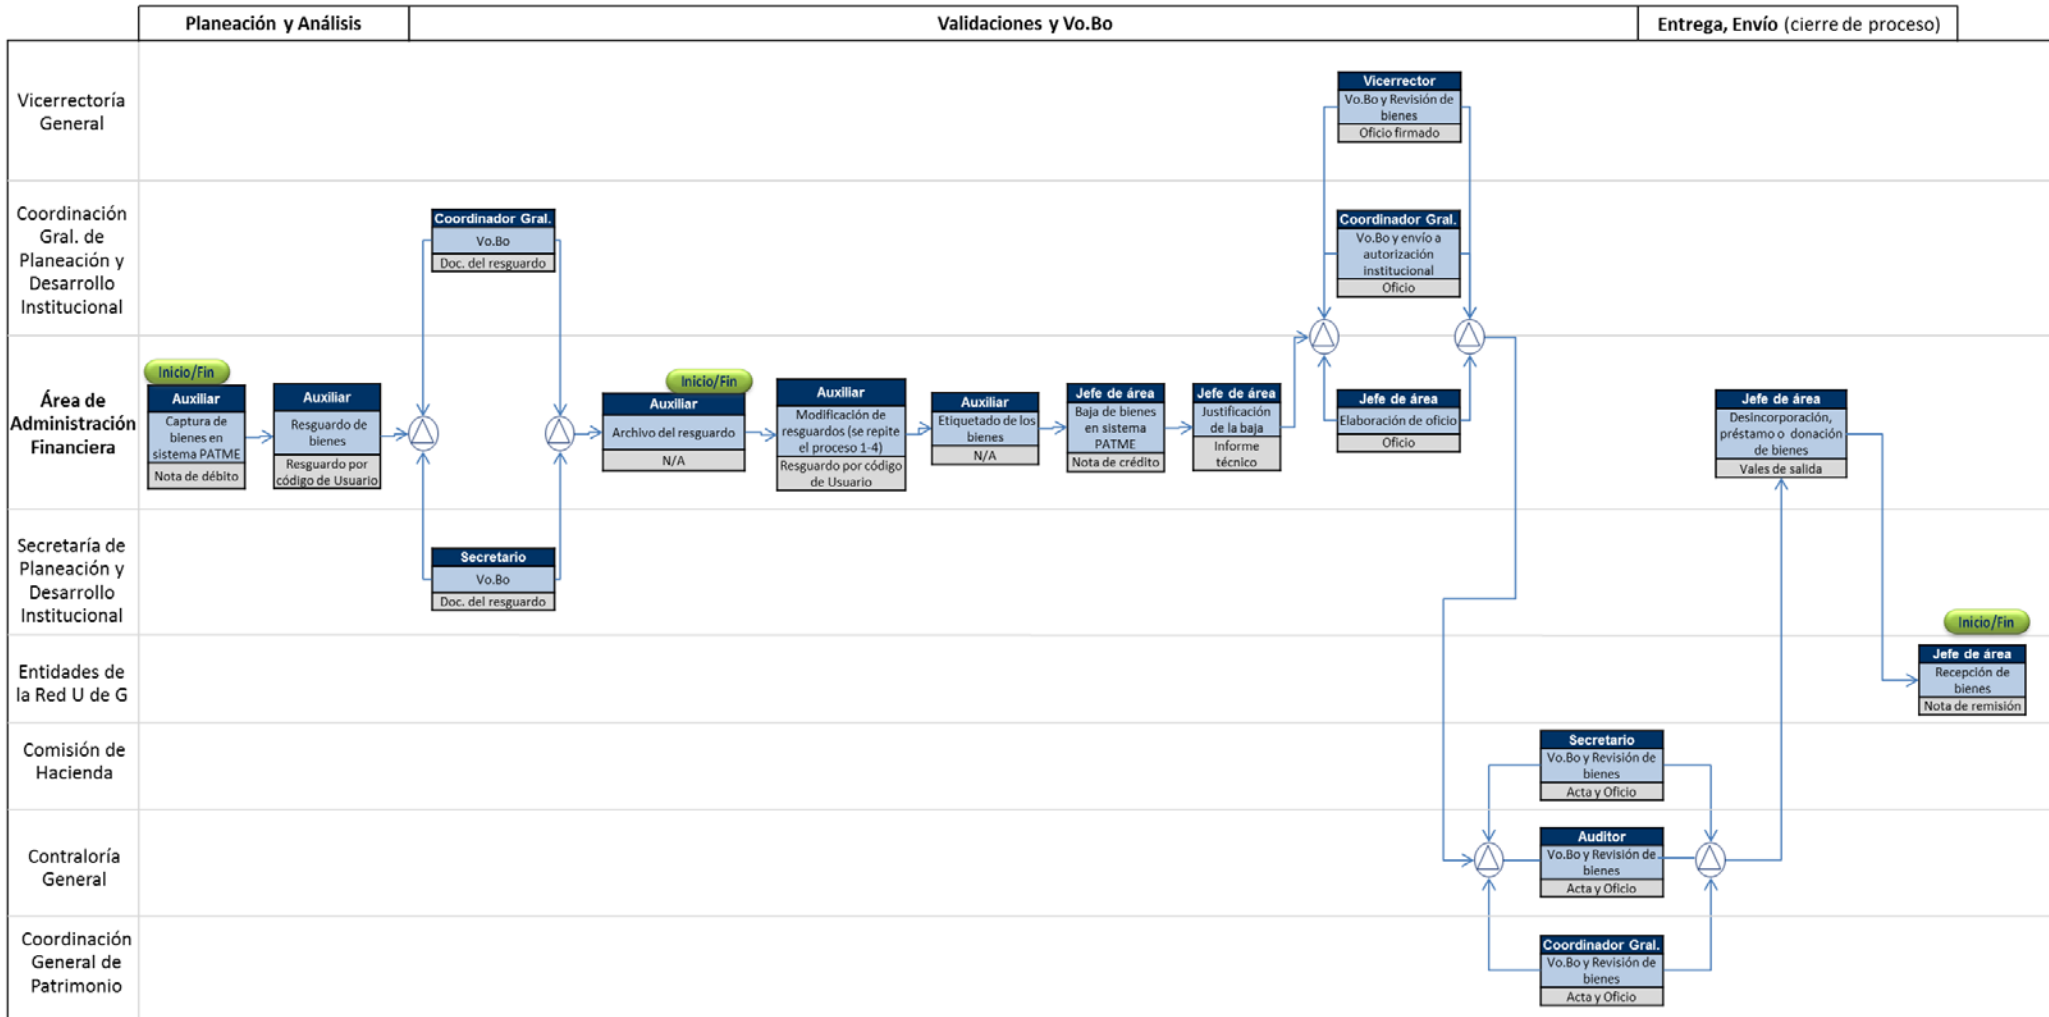 Planeación y Análisis
Validaciones y Vo.Bo
Entrega, Envío (cierre de proceso)
Vicerrectoría
General
Vicerrector
Vo.Bo y Revisión de
bienes
Oficio firmado
Coordinación
Gral. de
Planeación y
Desarrollo
Institucional
Coordinador Gral.
Vo.Bo
Doc. del resguardo
Coordinador Gral.
Vo.Bo y envío a
autorización
institucional
Oficio
Área de
Administración
Financiera
Inicio/Fin
Auxiliar
Captura de
bienes en
sistema PATME
Nota de débito
Auxiliar
Resguardo de
bienes
Resguardo por
código de Usuario
Inicio/Fin
Auxiliar
Archivo del resguardo
N/A
Auxiliar
Modificación de
resguardos (se repite
el proceso 1-4)
Resguardo por código
de Usuario
Auxiliar
Etiquetado de los
bienes
N/A
Jefe de área
Baja de bienes
en sistema
PATME
Nota de crédito
Jefe de área
Justificación
de la baja
Informe
técnico
Jefe de área
Elaboración de oficio
Oficio
Jefe de área
Desincorporación,
préstamo o donación
de bienes
Vales de salida
Secretaría de
Planeación y
Desarrollo
Institucional
Secretario
Vo.Bo
Doc. del resguardo
Entidades de
la Red U de G
Inicio/Fin
Jefe de área
Recepción de
bienes
Nota de remisión
Comisión de
Hacienda
Secretario
Vo.Bo y Revisión de
bienes
Acta y Oficio
Contraloría
General
Auditor
Vo.Bo y Revisión de
bienes
Acta y Oficio
Coordinación
General de
Patrimonio
Coordinador Gral.
Vo.Bo y Revisión de
bienes
Acta y Oficio